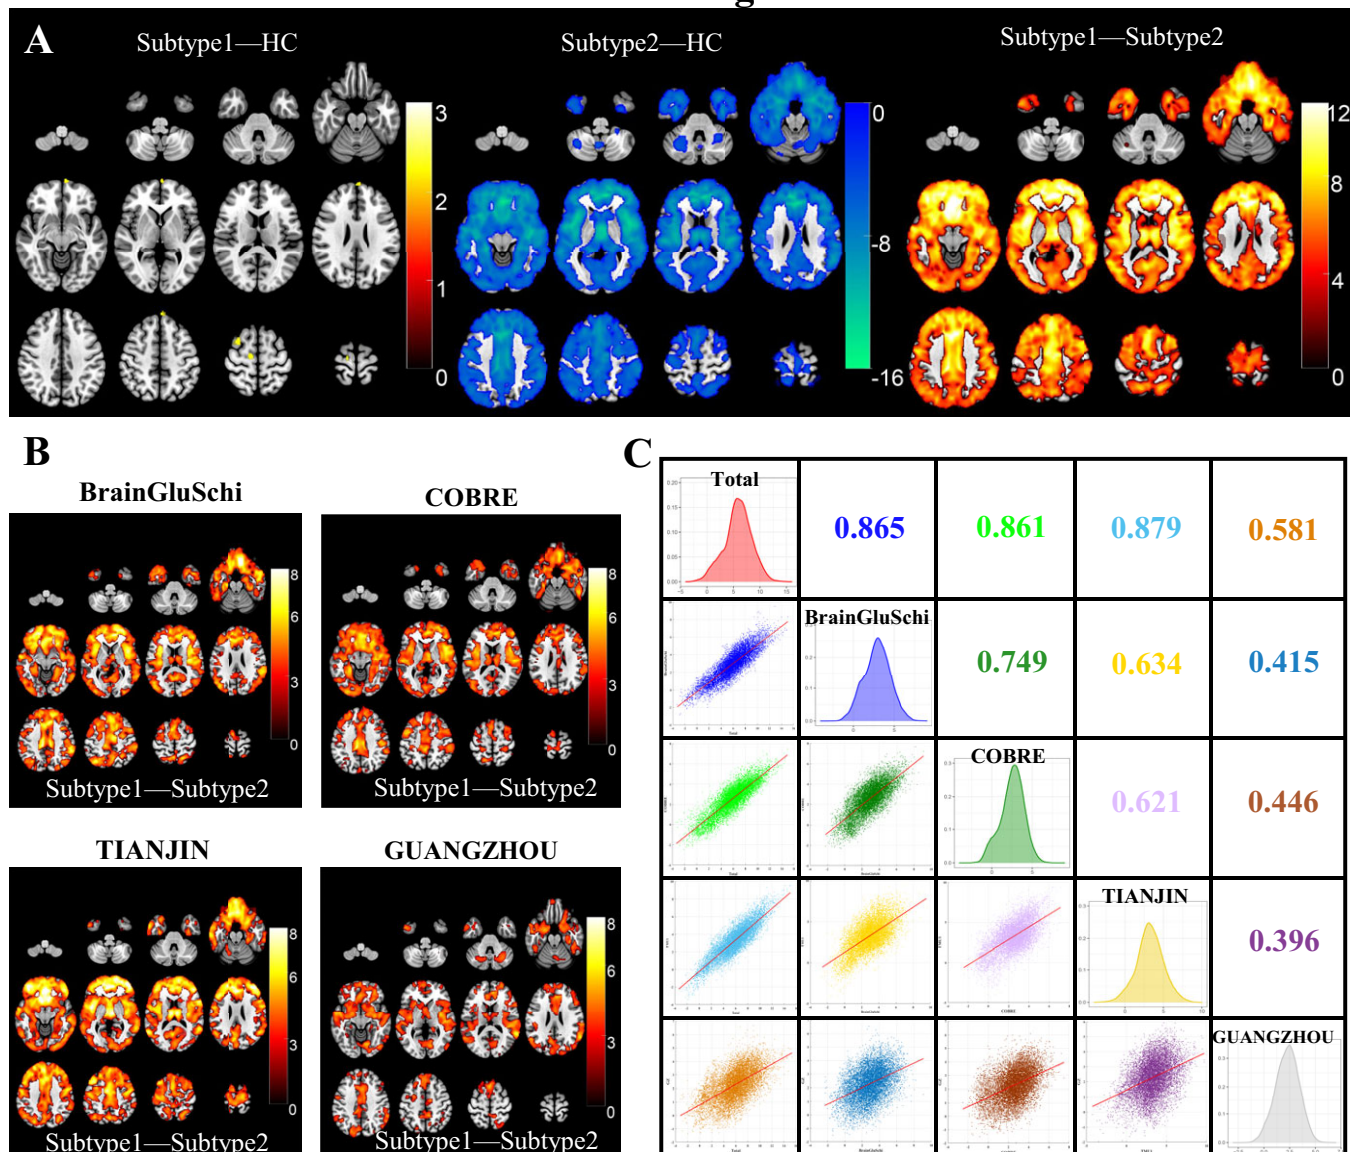 g
A
Subtype1—HC
Subtype2—HC
Subtype1—Subtype2
3
2
1
0
0
-8
-16
12
8
4
0
B
BrainGluSchi
COBRE
8
6
3
0
8
6
3
0
Subtype1—Subtype2
Subtype1—Subtype2
TIANJIN
GUANGZHOU
8
6
3
0
8
6
3
0
Subtype1—Subtype2
Subtype1—Subtype2
C
Total
0.865
0.861
0.879
0.581
BrainGluSchi
0.749
0.634
0.415
COBRE
0.621
0.446
TIANJIN
0.396
GUANGZHOU